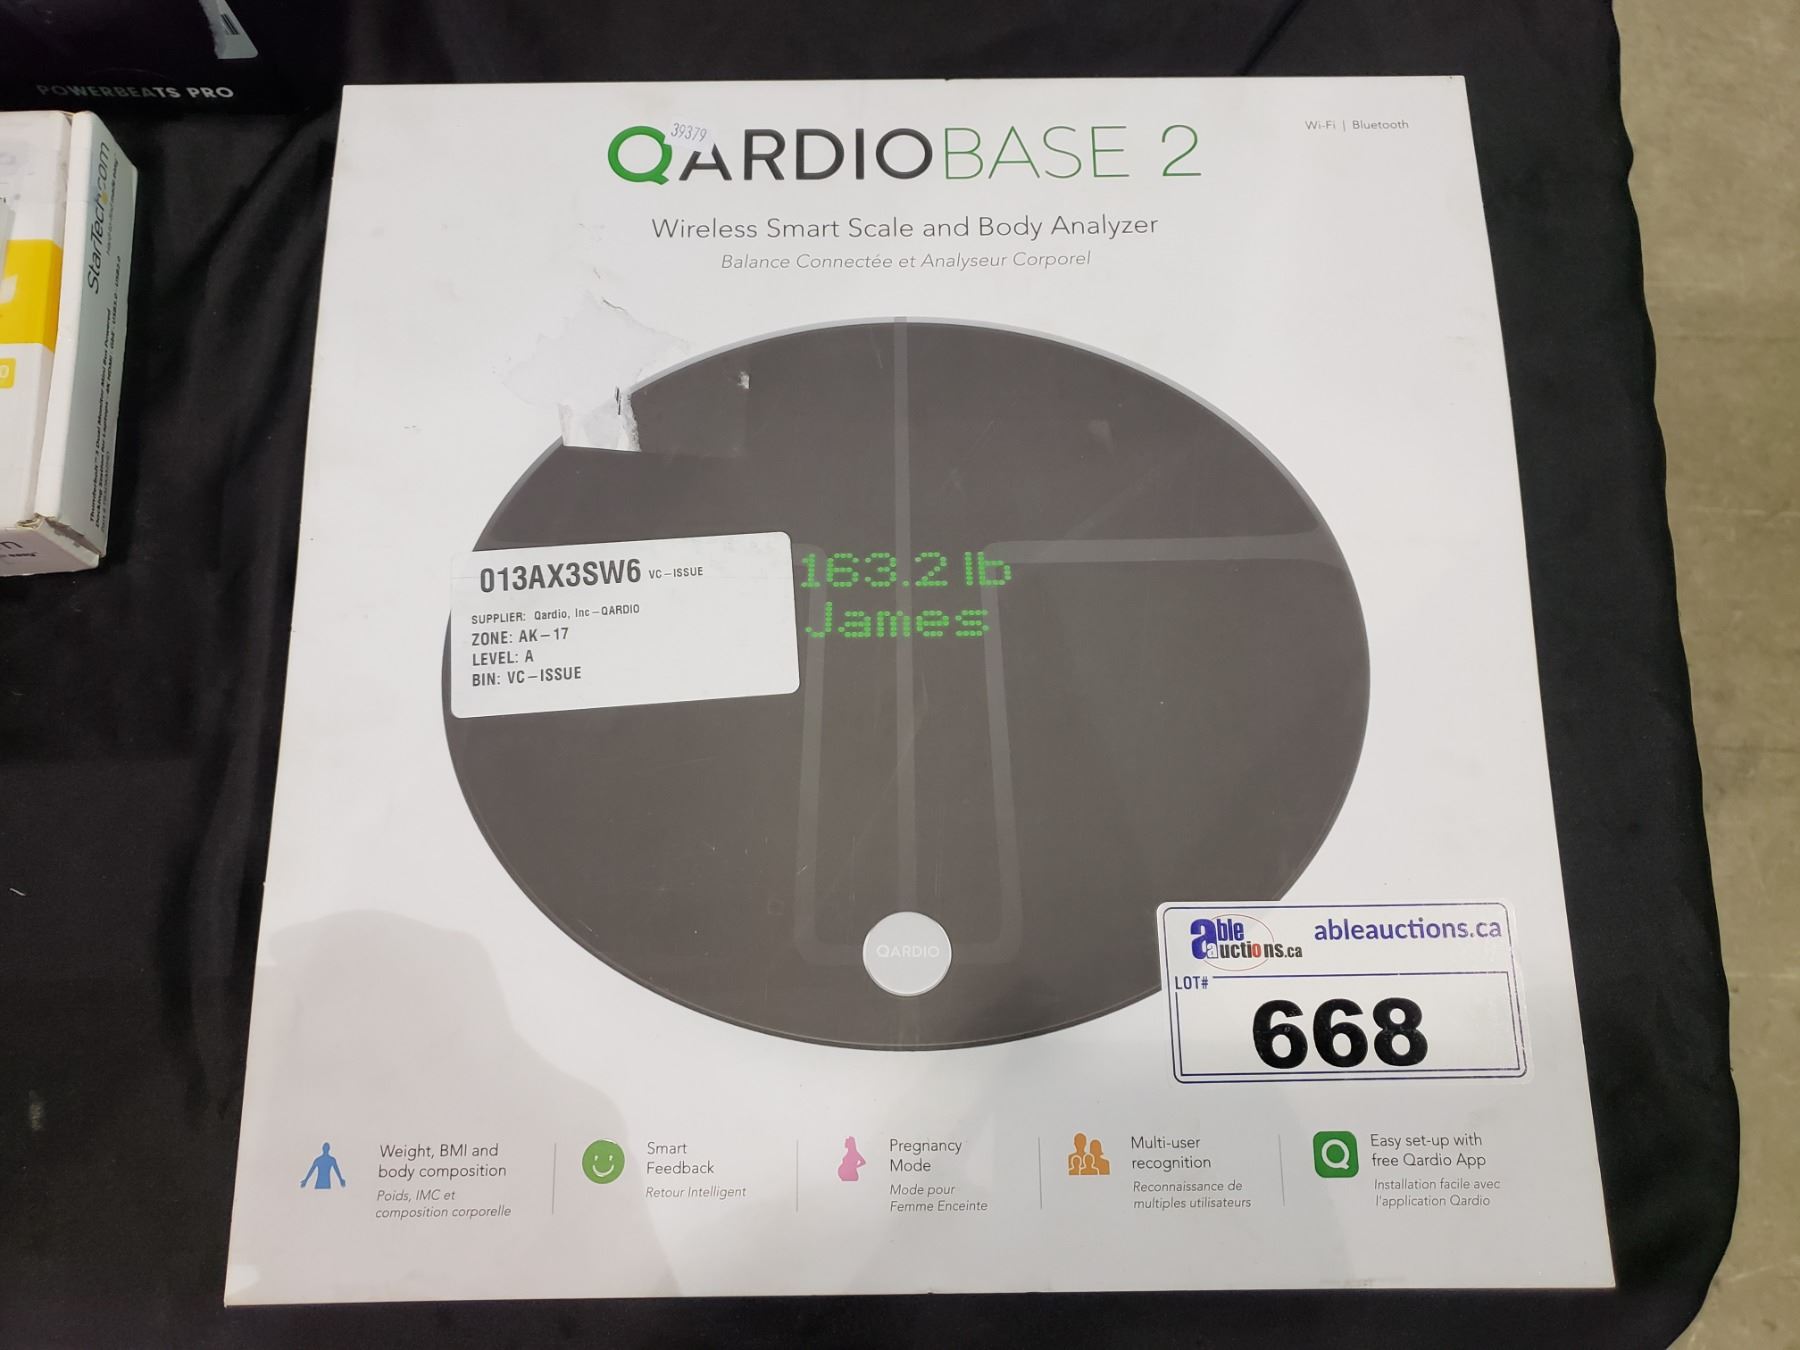 POWERBEATS PRO
StarTech.com
39379
QARDIOBASE 2
Wi-Fi | Bluetooth
Wireless Smart Scale and Body Analyzer
Balance Connectée et Analyseur Corporel
163.2 lb
James
013AX3SW6 VC-ISSUE
SUPPLIER: Qardio, Inc-QARDIO
ZONE: AK-17
LEVEL: A
BIN: VC-ISSUE
QARDIO
able auctions.ca
ableauctions.ca
LOT#
668
Weight, BMI and
body composition
Poids, IMC et
composition corporelle
Smart
Feedback
Retour Intelligent
Pregnancy
Mode
Mode pour
Femme Enceinte
Multi-user
recognition
Reconnaissance de
multiples utilisateurs
Easy set-up with
free Qardio App
Installation facile avec
l'application Qardio